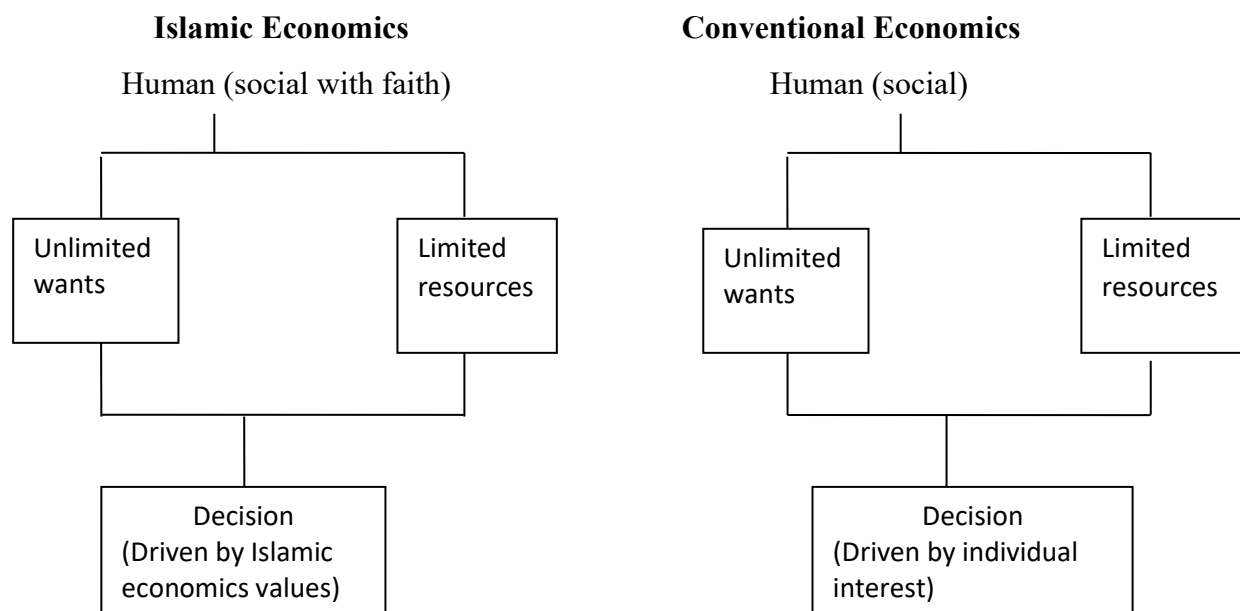 Islamic Economics
Human (social with faith)
Unlimited
wants
Limited
resources
Decision
(Driven by Islamic
economics values)
Conventional Economics
Human (social)
Unlimited
wants
Limited
resources
Decision
(Driven by individual
interest)